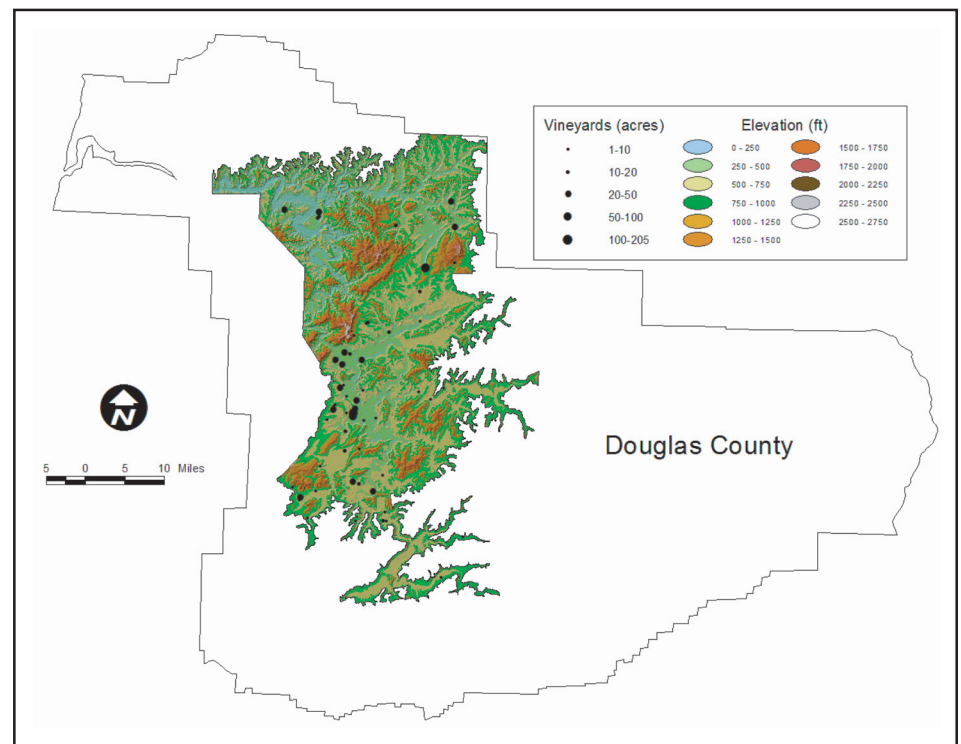 Vineyards (acres)
1-10
10-20
20-50
50-100
100-205
Elevation (ft)
0 - 250
250 - 500
500 - 750
750 - 1000
1000 - 1250
1250 - 1500
1500 - 1750
1750 - 2000
2000 - 2250
2250 - 2500
2500 - 2750
N
5 0 5 10 Miles
Douglas County